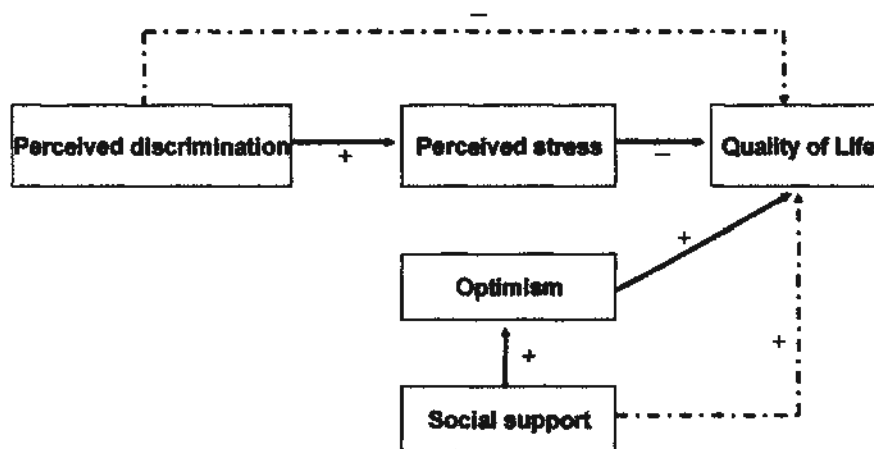 −
Perceived discrimination
+
Perceived stress
−
Quality of Life
+
Optimism
+
+
Social support